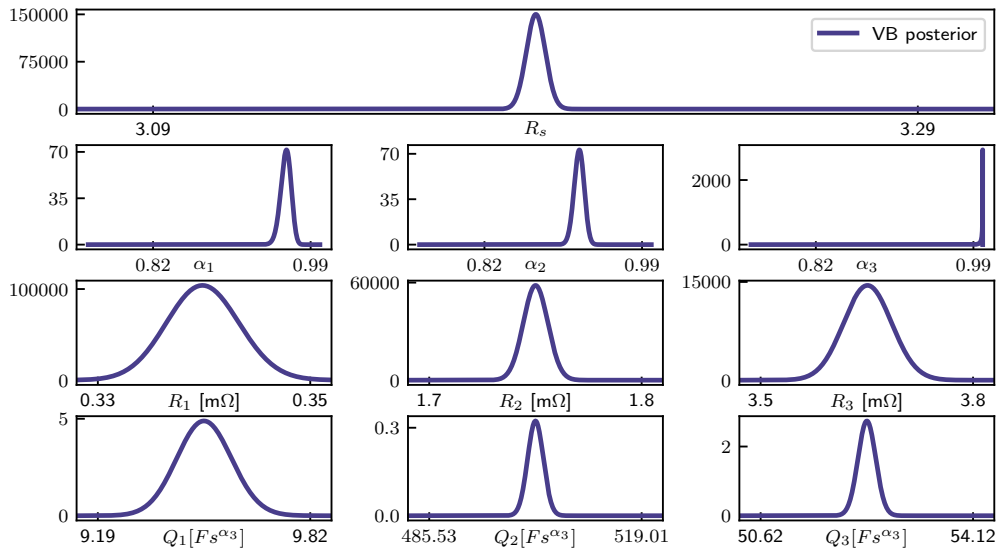 150000
75000
0
VB posterior
3.09 R_s 3.29
70
35
0
0.82 α_1 0.99
70
35
0
0.82 α_2 0.99
2000
0
0.82 α_3 0.99
100000
0
0.33 R_1 [mΩ] 0.35
60000
0
1.7 R_2 [mΩ] 1.8
15000
0
3.5 R_3 [mΩ] 3.8
5
0
9.19 Q_1[Fs^{α_3}] 9.82
0.3
0.0
485.53 Q_2[Fs^{α_3}] 519.01
2
0
50.62 Q_3[Fs^{α_3}] 54.12